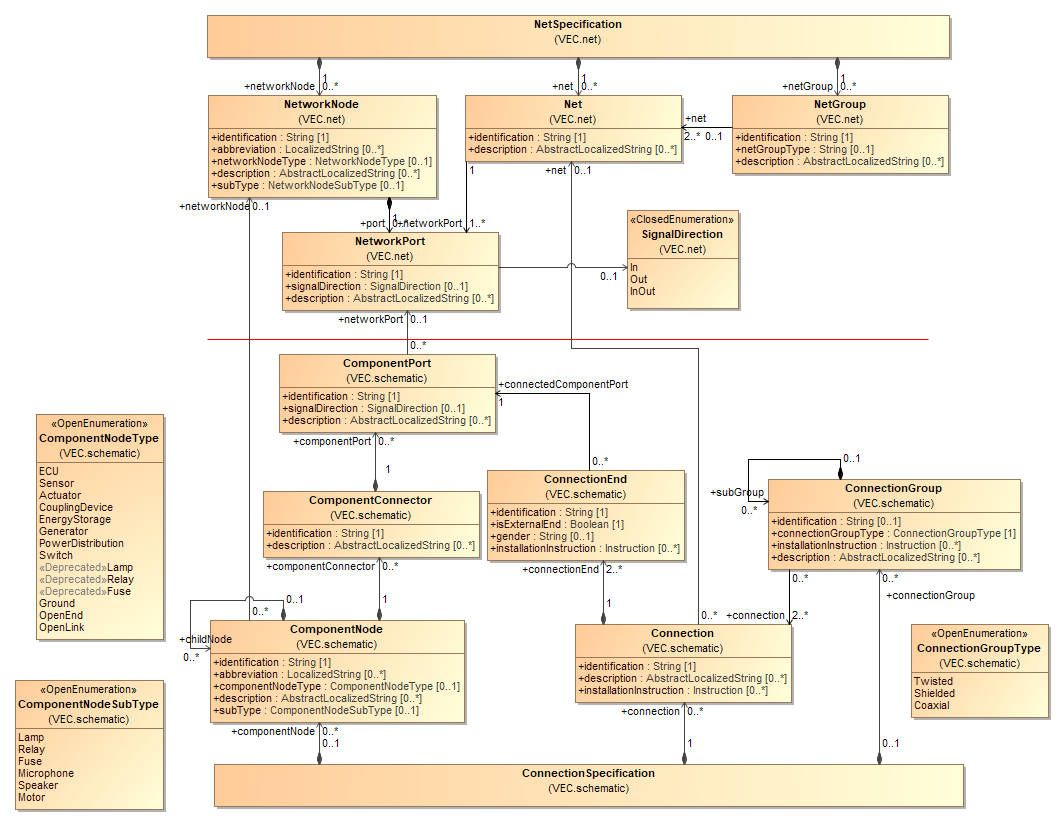 NetSpecification
(VEC.net)
1
+networkNode
0..*
1
+net
0..*
1
+netGroup
0..*
NetworkNode
(VEC.net)
+identification : String [1]
+abbreviation : LocalizedString [0..*]
+networkNodeType : NetworkNodeType [0..1]
+description : AbstractLocalizedString [0..*]
+subType : NetworkNodeSubType [0..1]
Net
(VEC.net)
+identification : String [1]
+description : AbstractLocalizedString [0..*]
+net
2..*
0..1
NetGroup
(VEC.net)
+identification : String [1]
+netGroupType : String [0..1]
+description : AbstractLocalizedString [0..*]
1
+net
0..1
+networkNode
0..1
1
+port
0..*
+networkPort
1..*
NetworkPort
(VEC.net)
+identification : String [1]
+signalDirection : SignalDirection [0..1]
+description : AbstractLocalizedString [0..*]
0..1
«ClosedEnumeration»
SignalDirection
(VEC.net)
In
Out
InOut
+networkPort
0..1
0..*
ComponentPort
(VEC.schematic)
+identification : String [1]
+signalDirection : SignalDirection [0..1]
+description : AbstractLocalizedString [0..*]
+connectedComponentPort
1
+componentPort
0..*
1
0..*
«OpenEnumeration»
ComponentNodeType
(VEC.schematic)
ECU
Sensor
Actuator
CouplingDevice
EnergyStorage
Generator
PowerDistribution
Switch
«Deprecated»Lamp
«Deprecated»Relay
«Deprecated»Fuse
Ground
OpenEnd
OpenLink
ComponentConnector
(VEC.schematic)
+identification : String [1]
+description : AbstractLocalizedString [0..*]
ConnectionEnd
(VEC.schematic)
+identification : String [1]
+isExternalEnd : Boolean [1]
+gender : String [0..1]
+installationInstruction : Instruction [0..*]
0..1
+subGroup
0..*
ConnectionGroup
(VEC.schematic)
+identification : String [0..1]
+connectionGroupType : ConnectionGroupType [1]
+installationInstruction : Instruction [0..*]
+description : AbstractLocalizedString [0..*]
+componentConnector
0..*
1
+connectionEnd
2..*
1
0..*
0..*
+connectionGroup
0..1
0..*
+childNode
0..*
0..*
+connection
2..*
ComponentNode
(VEC.schematic)
+identification : String [1]
+abbreviation : LocalizedString [0..*]
+componentNodeType : ComponentNodeType [0..1]
+description : AbstractLocalizedString [0..*]
+subType : ComponentNodeSubType [0..1]
Connection
(VEC.schematic)
+identification : String [1]
+description : AbstractLocalizedString [0..*]
+installationInstruction : Instruction [0..*]
«OpenEnumeration»
ConnectionGroupType
(VEC.schematic)
Twisted
Shielded
Coaxial
«OpenEnumeration»
ComponentNodeSubType
(VEC.schematic)
Lamp
Relay
Fuse
Microphone
Speaker
Motor
+componentNode
0..*
0..1
+connection
0..*
1
0..1
ConnectionSpecification
(VEC.schematic)